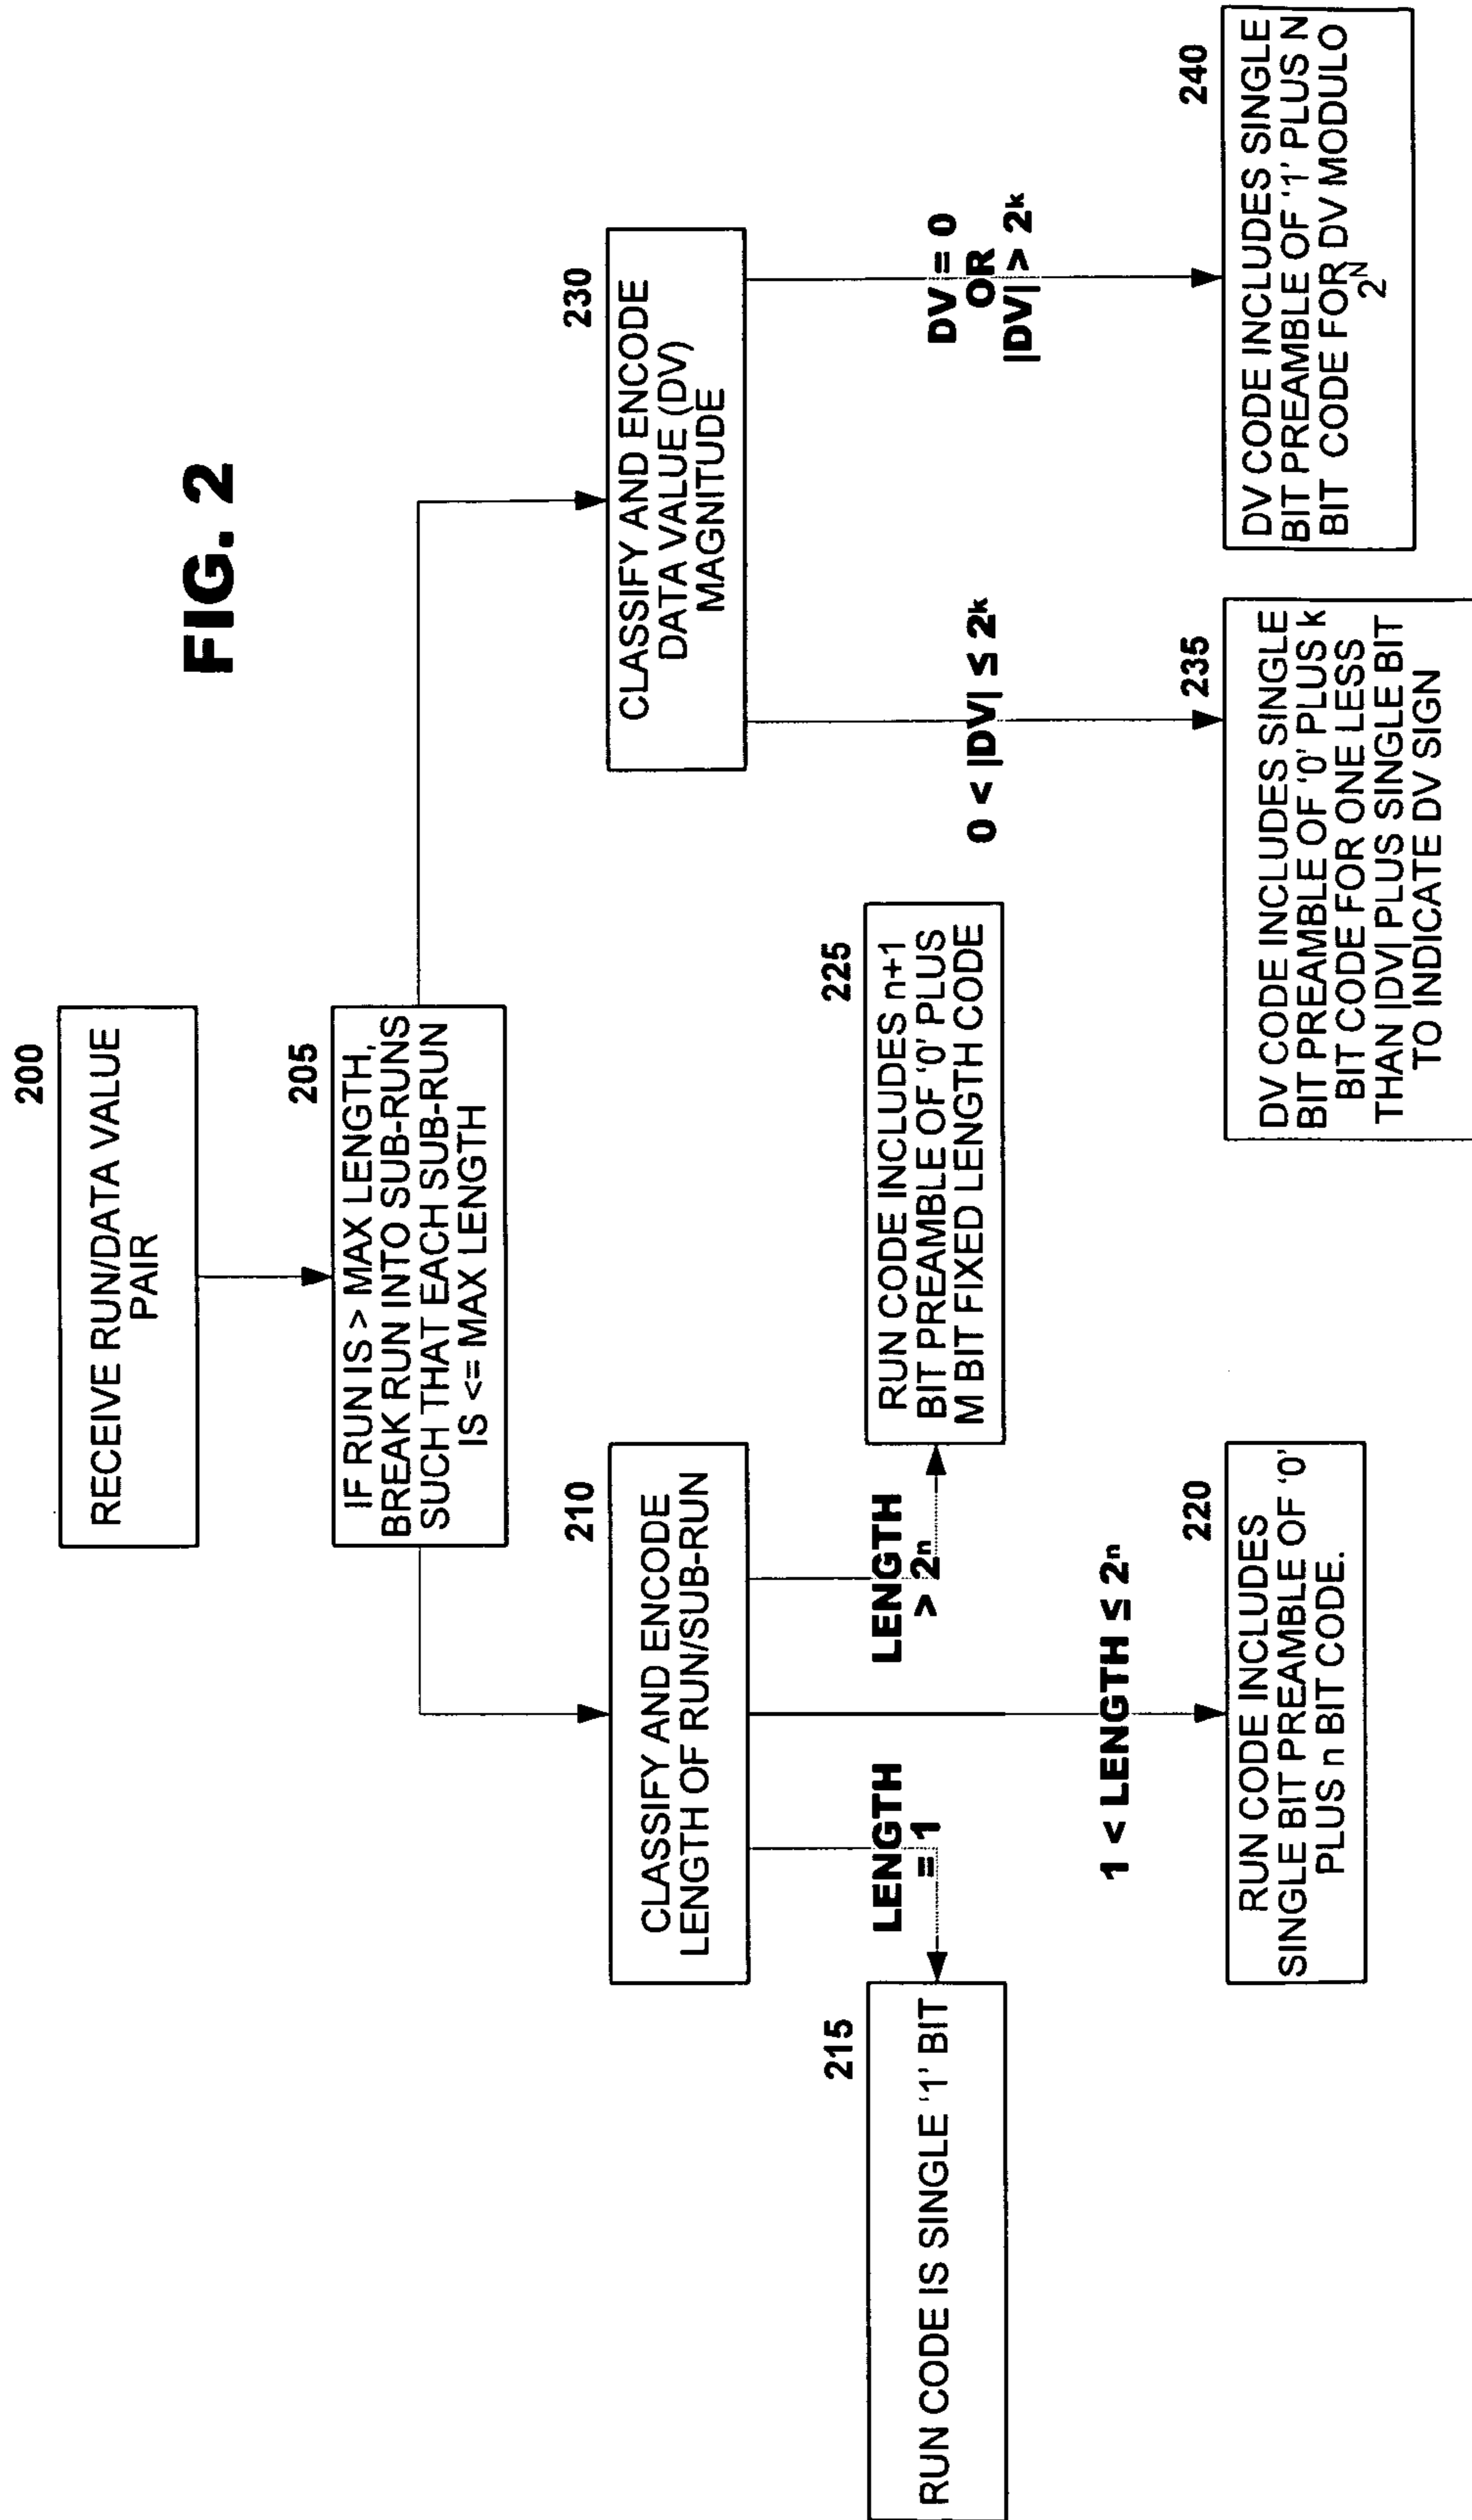 FIG. 2
200
RECEIVE RUN/DATA VALUE
PAIR
205
IF RUN IS > MAX LENGTH,
BREAK RUN INTO SUB-RUNS
SUCH THAT EACH SUB-RUN
IS <= MAX LENGTH
210
CLASSIFY AND ENCODE
LENGTH OF RUN/SUB-RUN
230
CLASSIFY AND ENCODE
DATA VALUE (DV)
MAGNITUDE
LENGTH
= 1
LENGTH
> 2ⁿ
1 < LENGTH ≤ 2ⁿ
0 < |DV| ≤ 2ᵏ
DV = 0
OR
|DV| > 2ᵏ
215
RUN CODE IS SINGLE '1' BIT
225
RUN CODE INCLUDES n+1
BIT PREAMBLE OF '0' PLUS
M BIT FIXED LENGTH CODE
220
RUN CODE INCLUDES
SINGLE BIT PREAMBLE OF '0'
PLUS n BIT CODE.
235
DV CODE INCLUDES SINGLE
BIT PREAMBLE OF '0' PLUS k
BIT CODE FOR ONE LESS
THAN |DV| PLUS SINGLE BIT
TO INDICATE DV SIGN
240
DV CODE INCLUDES SINGLE
BIT PREAMBLE OF '1' PLUS N
BIT CODE FOR DV MODULO
2ᴺ